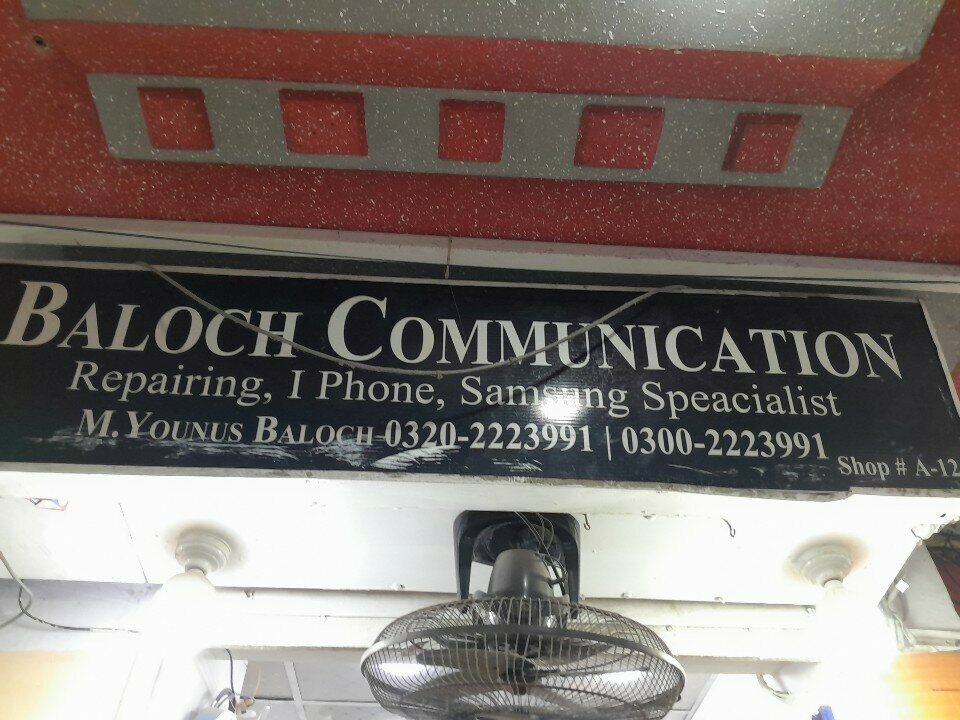 BALOCH COMMUNICATION
Repairing, I Phone, Samsung Speacialist
M.YOUNUS BALOCH-0320-2223991 | 0300-2223991
Shop # A-12